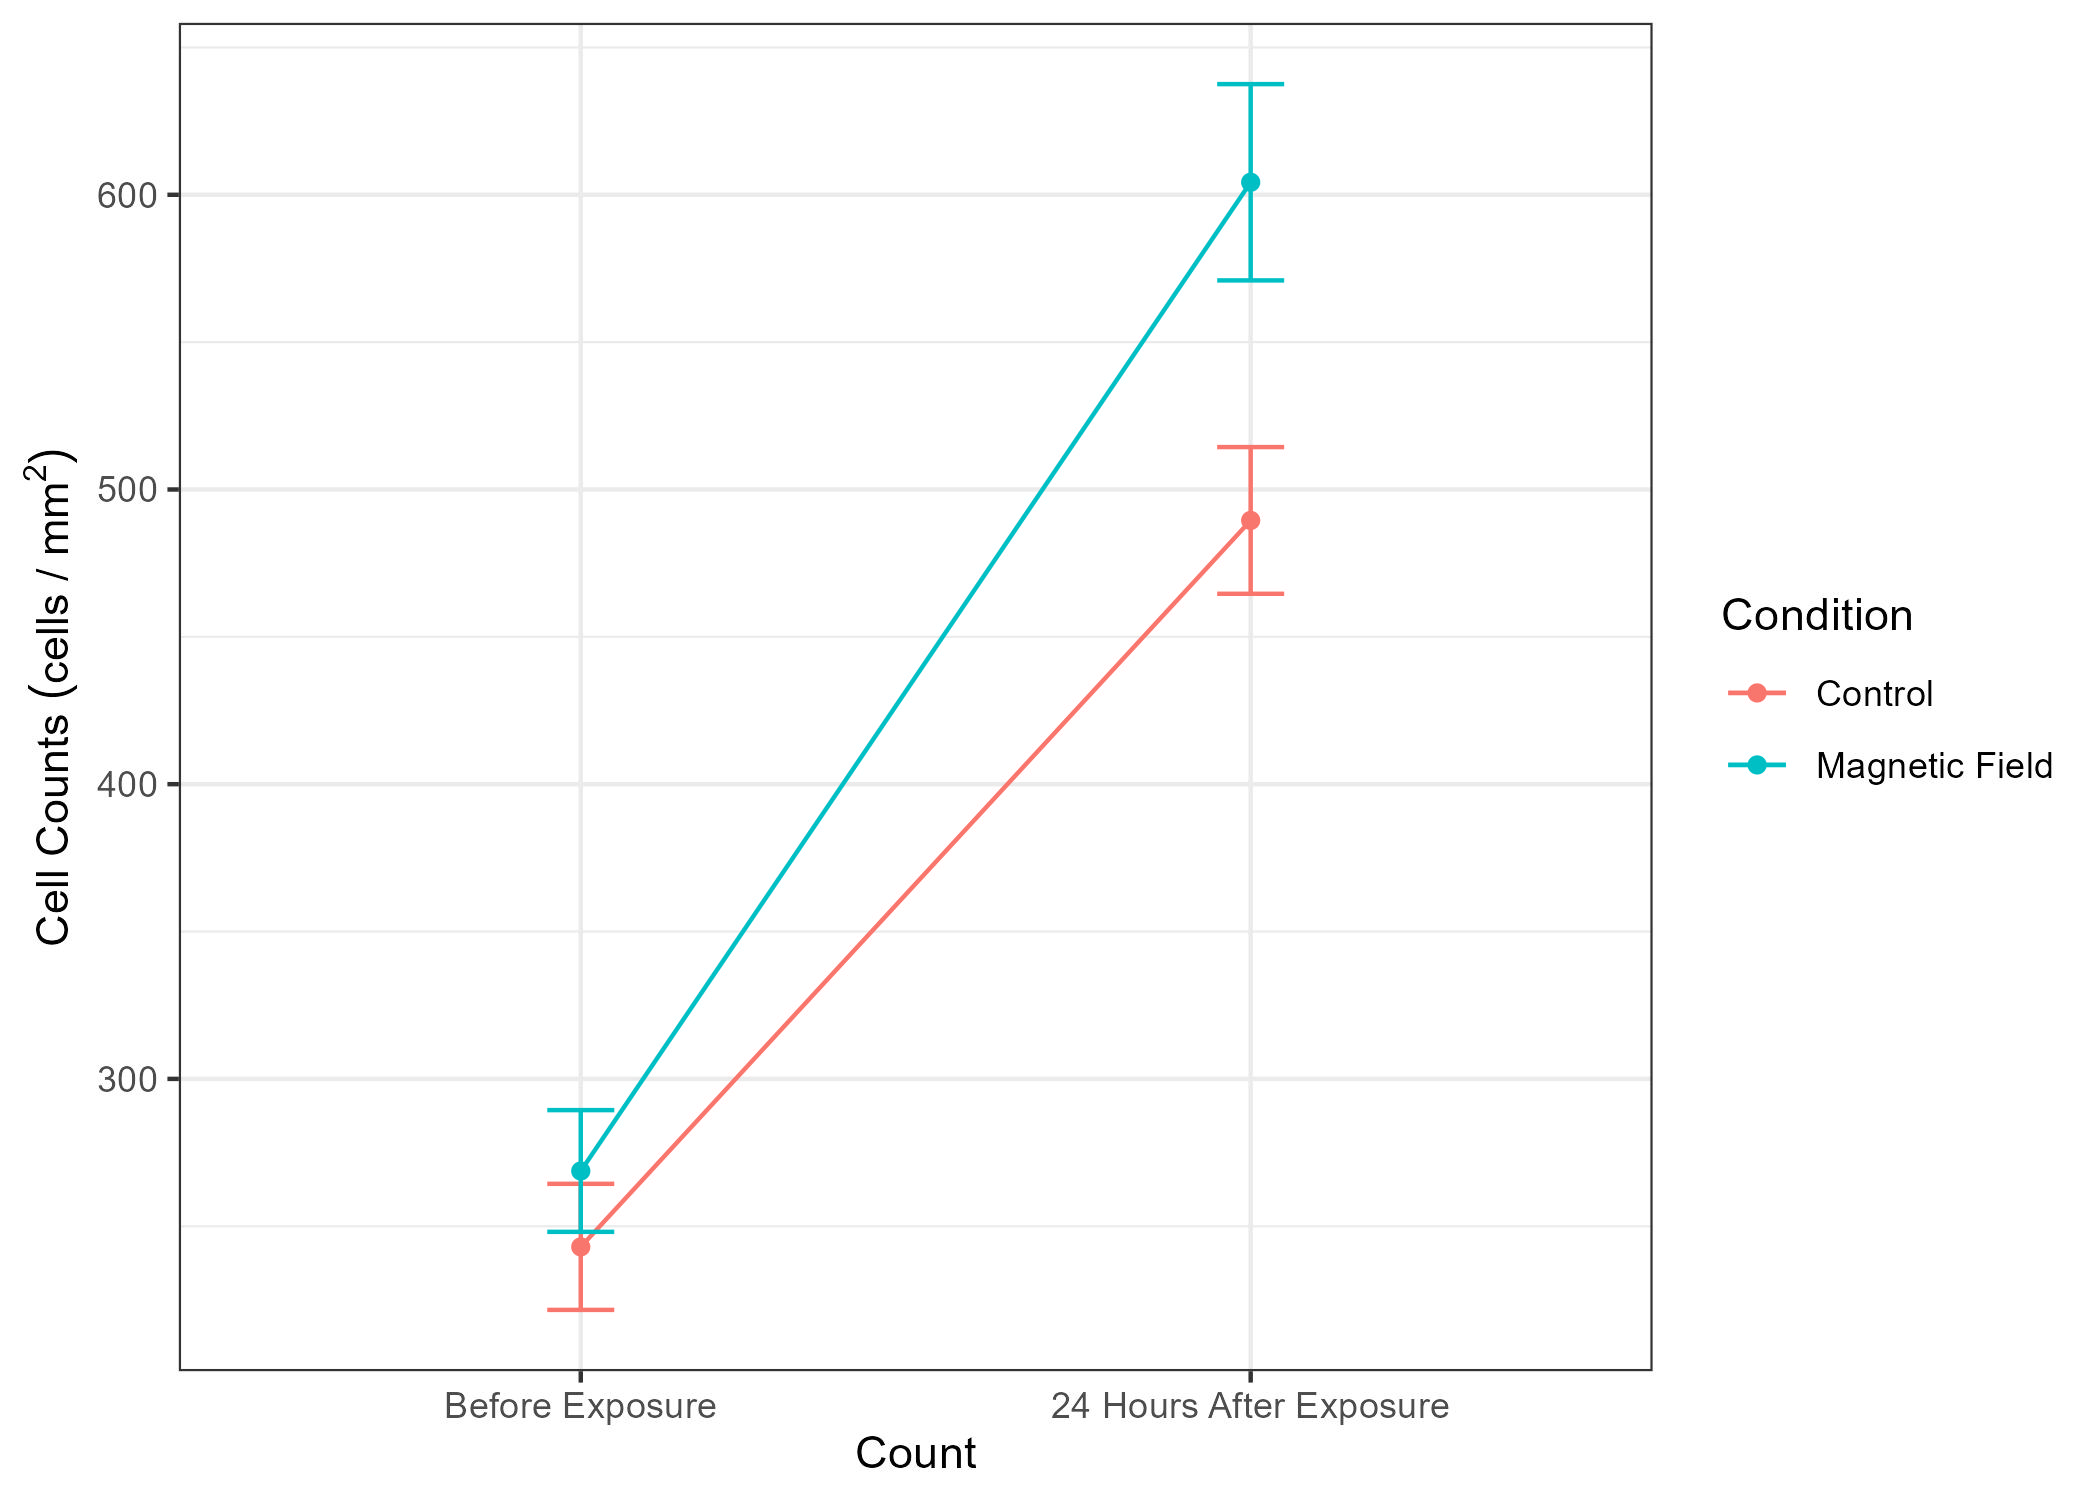 Cell Counts (cells / mm²)
600
500
400
300
Before Exposure
24 Hours After Exposure
Count
Condition
Control
Magnetic Field